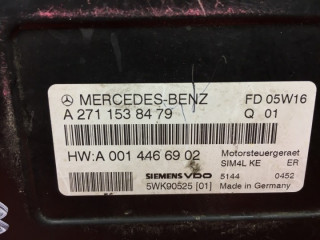 MERCEDES-BENZ FD 05W16
A 271 153 84 79 Q 01
HW:A 001 446 69 02 Motorsteuergeraet
SIM4L KE ER
SIEMENS VDO 5144 0452
5WK90525 [01] Made in Germany